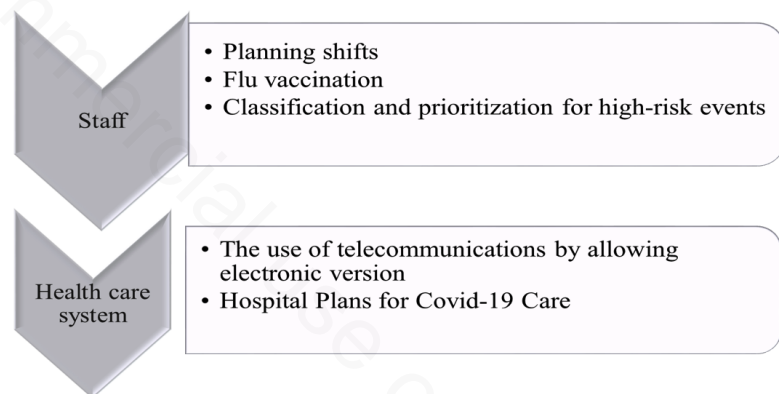 Staff
• Planning shifts
• Flu vaccination
• Classification and prioritization for high-risk events
Health care
system
• The use of telecommunications by allowing
electronic version
• Hospital Plans for Covid-19 Care